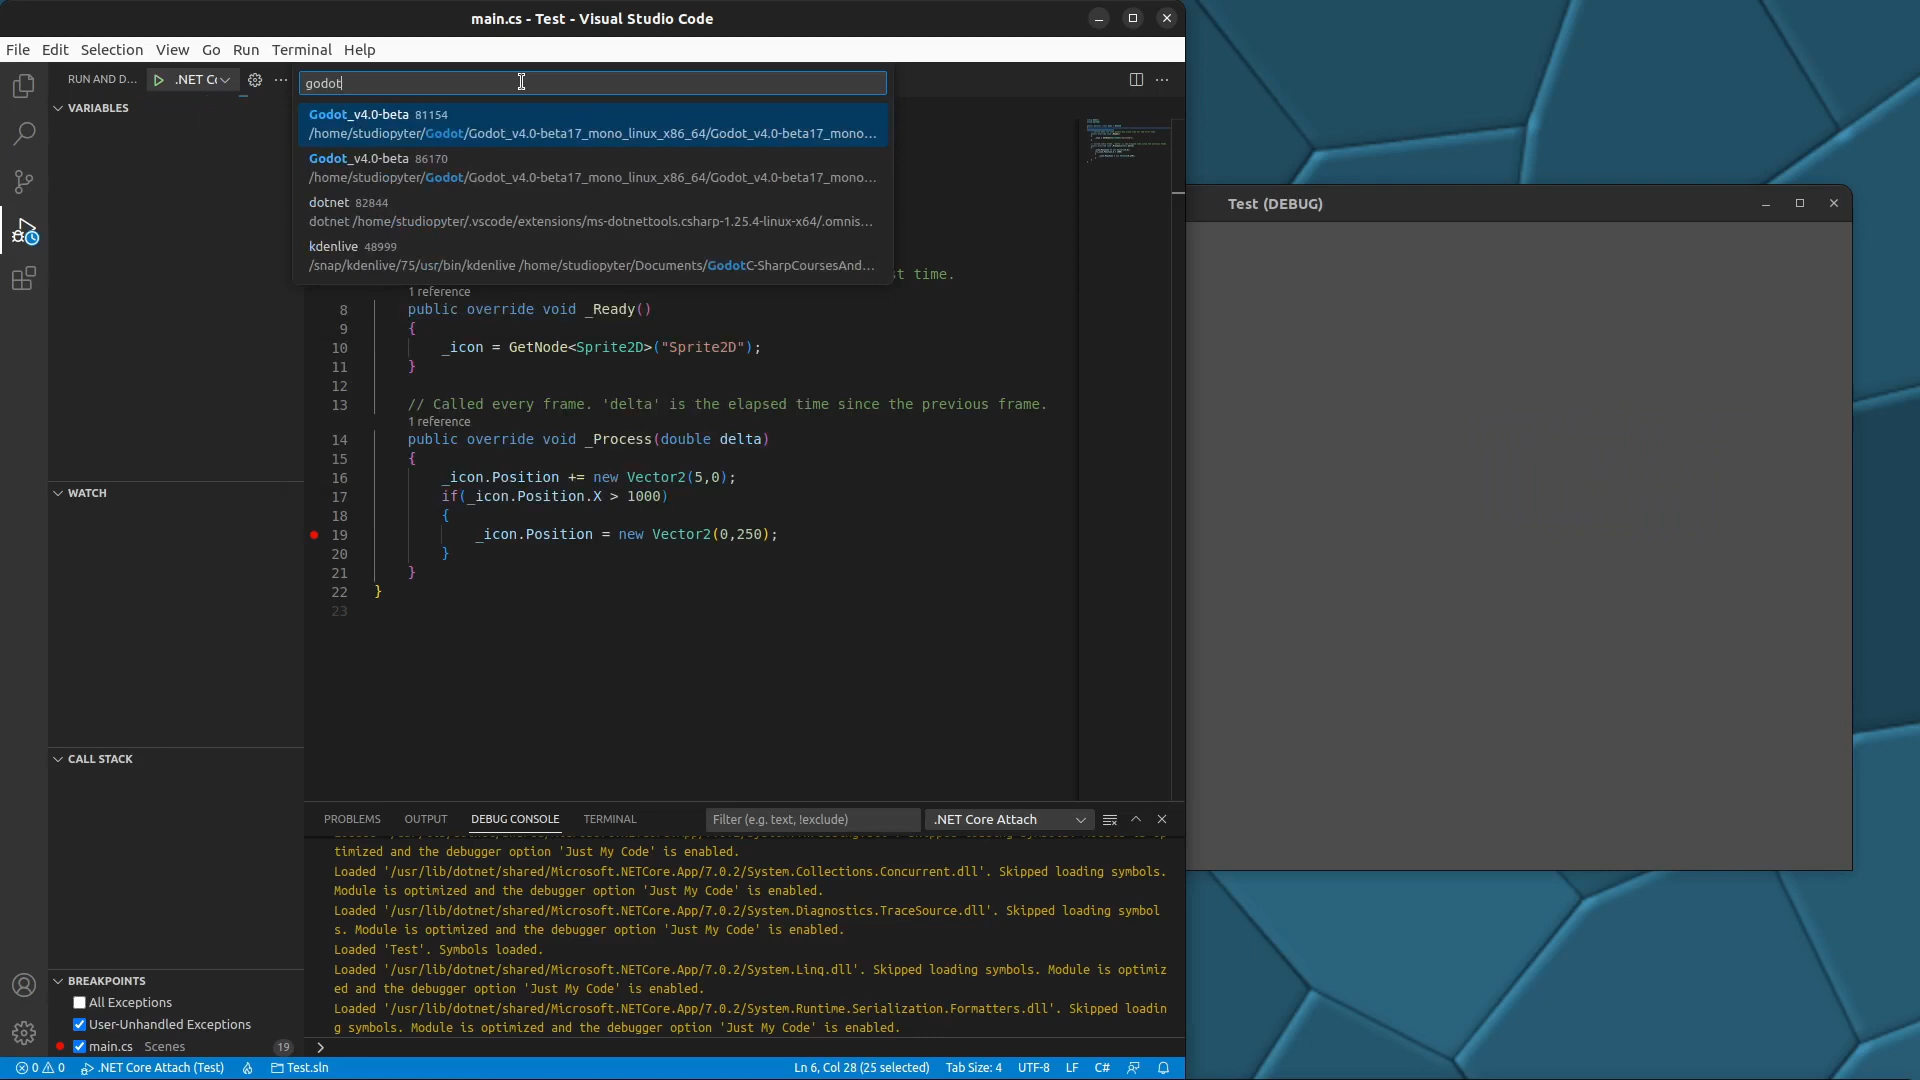 main.cs - Test - Visual Studio Code
File Edit Selection View Go Run Terminal Help
RUN AND D... .NET Co
godot
VARIABLES
Godot_v4.0-beta 81154
/home/studiopyter/Godot/Godot_v4.0-beta17_mono_linux_x86_64/Godot_v4.0-beta17_mono...
Godot_v4.0-beta 86170
/home/studiopyter/Godot/Godot_v4.0-beta17_mono_linux_x86_64/Godot_v4.0-beta17_mono...
dotnet 82844
dotnet /home/studiopyter/.vscode/extensions/ms-dotnettools.csharp-1.25.4-linux-x64/.omnis...
kdenlive 48999
/snap/kdenlive/75/usr/bin/kdenlive /home/studiopyter/Documents/GodotC-SharpCoursesAnd...
Test (DEBUG)
t time.
1 reference
8 public override void _Ready()
9 {
10 _icon = GetNode<Sprite2D>("Sprite2D");
11 }
12
13 // Called every frame. 'delta' is the elapsed time since the previous frame.
1 reference
14 public override void _Process(double delta)
15 {
16 _icon.Position += new Vector2(5,0);
17 if(_icon.Position.X > 1000)
18 {
19 _icon.Position = new Vector2(0,250);
20 }
21 }
22 }
23
WATCH
CALL STACK
BREAKPOINTS
All Exceptions
User-Unhandled Exceptions
main.cs Scenes 19
PROBLEMS OUTPUT DEBUG CONSOLE TERMINAL Filter (e.g. text, !exclude) .NET Core Attach
timized and the debugger option 'Just My Code' is enabled.
Loaded '/usr/lib/dotnet/shared/Microsoft.NETCore.App/7.0.2/System.Collections.Concurrent.dll'. Skipped loading symbols.
Module is optimized and the debugger option 'Just My Code' is enabled.
Loaded '/usr/lib/dotnet/shared/Microsoft.NETCore.App/7.0.2/System.Diagnostics.TraceSource.dll'. Skipped loading symbol
s. Module is optimized and the debugger option 'Just My Code' is enabled.
Loaded 'Test'. Symbols loaded.
Loaded '/usr/lib/dotnet/shared/Microsoft.NETCore.App/7.0.2/System.Linq.dll'. Skipped loading symbols. Module is optimiz
ed and the debugger option 'Just My Code' is enabled.
Loaded '/usr/lib/dotnet/shared/Microsoft.NETCore.App/7.0.2/System.Runtime.Serialization.Formatters.dll'. Skipped loadin
g symbols. Module is optimized and the debugger option 'Just My Code' is enabled.
0 0 .NET Core Attach (Test) Test.sln Ln 6, Col 28 (25 selected) Tab Size: 4 UTF-8 LF C#